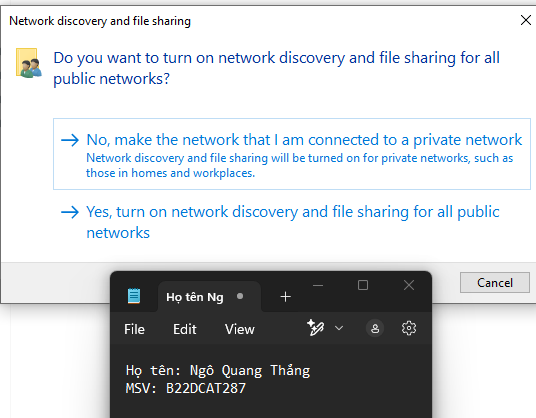 Network discovery and file sharing
Do you want to turn on network discovery and file sharing for all
public networks?
No, make the network that I am connected to a private network
Network discovery and file sharing will be turned on for private networks, such as
those in homes and workplaces.
Yes, turn on network discovery and file sharing for all public
networks
Cancel
Họ tên Ng
File Edit View
Họ tên: Ngô Quang Thắng
MSV: B22DCAT287